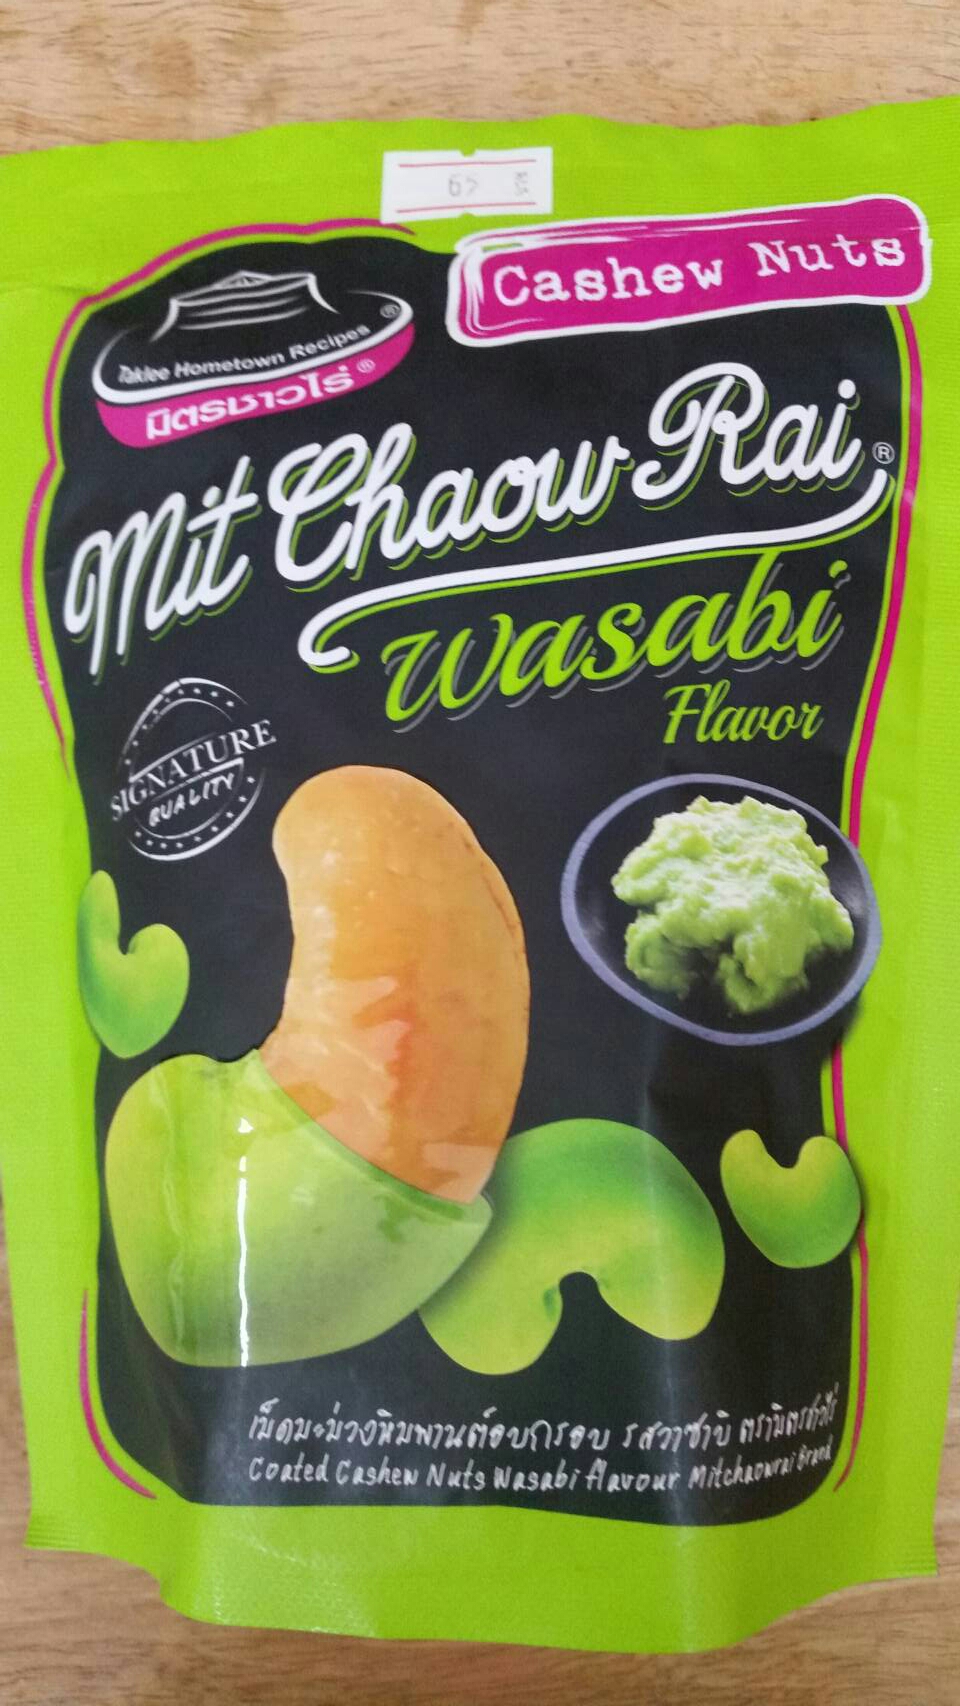 65
Cashew Nuts
Taklee Hometown Recipes ®
มิตรชาวไร่ ®
Mit Chaow Rai ®
Wasabi
Flavor
SIGNATURE
QUALITY
เม็ดมะม่วงหิมพานต์อบกรอบ รสวาซาบิ ตรามิตรชาวไร่
Coated Cashew Nuts Wasabi flavour Mitchaowrai Brand